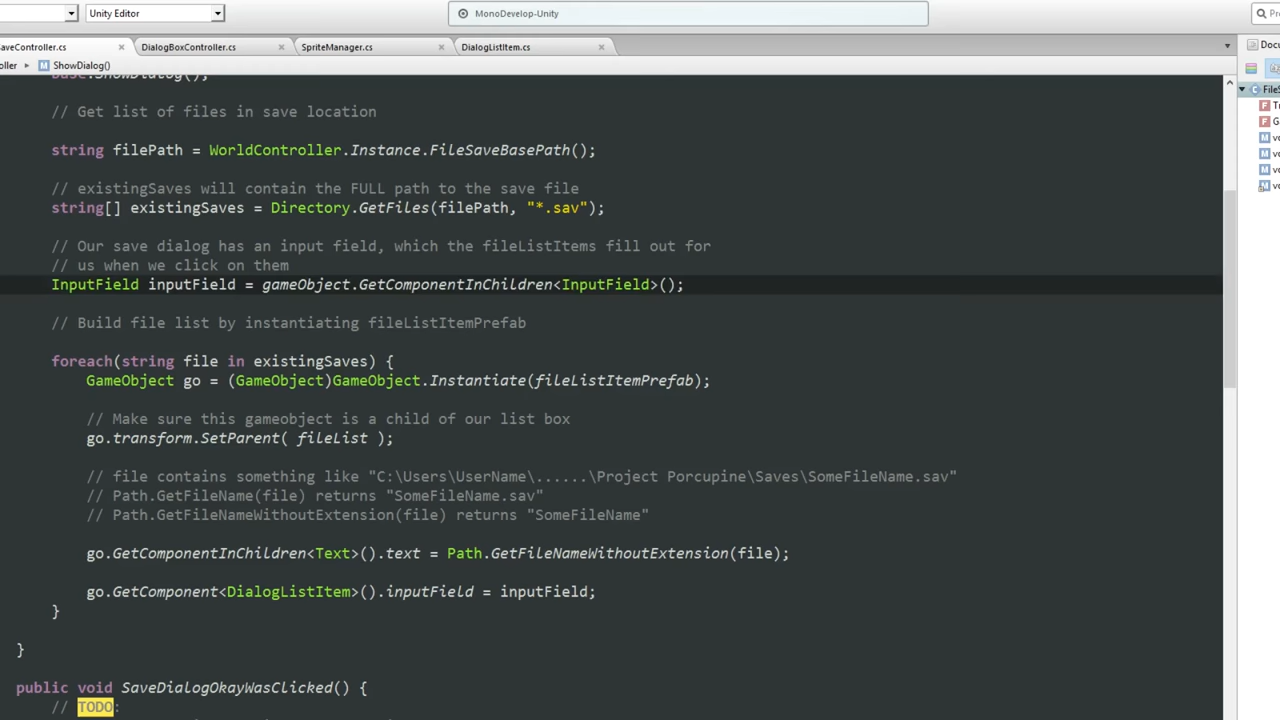 Unity Editor
MonoDevelop-Unity
DialogBoxController.cs
SpriteManager.cs
DialogListItem.cs
ShowDialog()
base.ShowDialog();
// Get list of files in save location
string filePath = WorldController.Instance.FileSaveBasePath();
// existingSaves will contain the FULL path to the save file
string[] existingSaves = Directory.GetFiles(filePath, "*.sav");
// Our save dialog has an input field, which the fileListItems fill out for
// us when we click on them
InputField inputField = gameObject.GetComponentInChildren<InputField>();
// Build file list by instantiating fileListItemPrefab
foreach(string file in existingSaves) {
GameObject go = (GameObject)GameObject.Instantiate(fileListItemPrefab);
// Make sure this gameobject is a child of our list box
go.transform.SetParent( fileList );
// file contains something like "C:\Users\UserName\......\Project Porcupine\Saves\SomeFileName.sav"
// Path.GetFileName(file) returns "SomeFileName.sav"
// Path.GetFileNameWithoutExtension(file) returns "SomeFileName"
go.GetComponentInChildren<Text>().text = Path.GetFileNameWithoutExtension(file);
go.GetComponent<DialogListItem>().inputField = inputField;
}
}
public void SaveDialogOkayWasClicked() {
// TODO: